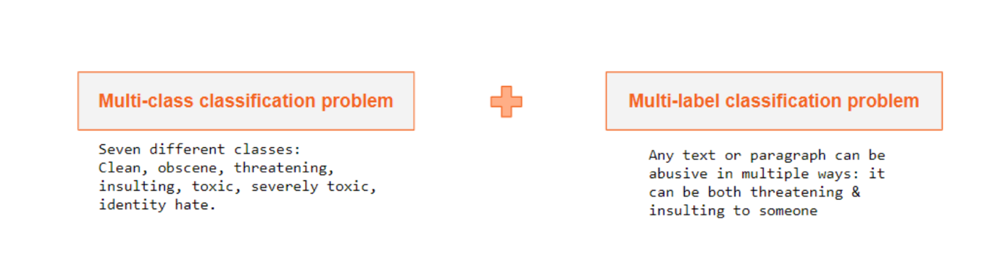 Multi-class classification problem
Seven different classes:
Clean, obscene, threatening,
insulting, toxic, severely toxic,
identity hate.
Multi-label classification problem
Any text or paragraph can be
abusive in multiple ways: it
can be both threatening &
insulting to someone